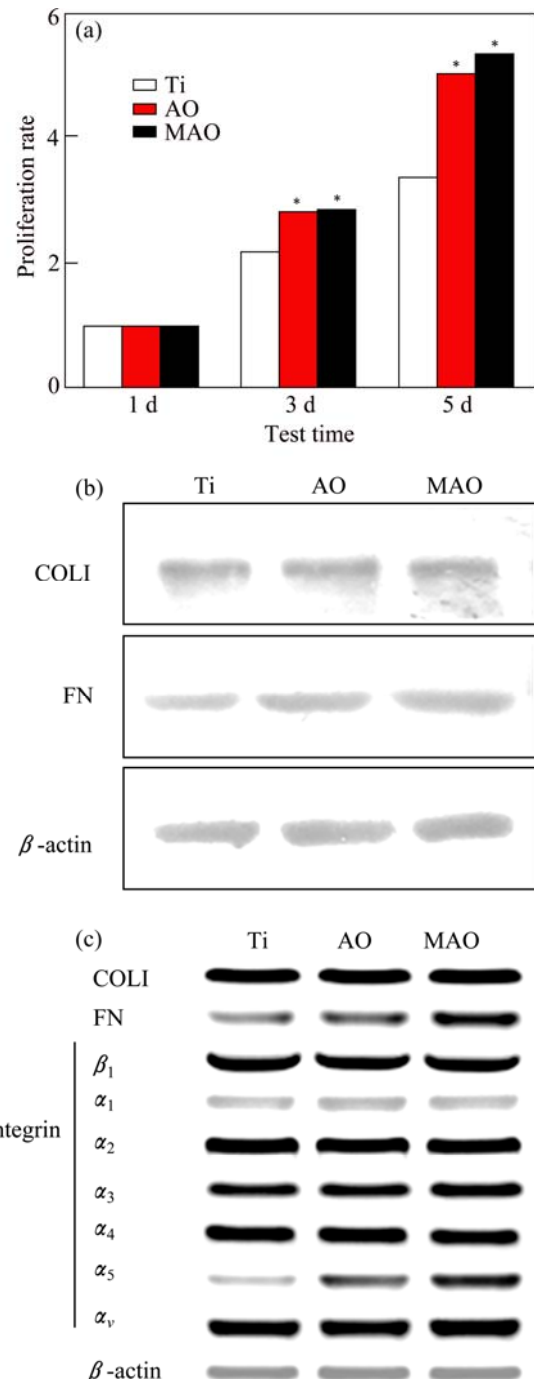 (a)
6
4
2
0
Proliferation rate
Ti
AO
MAO
* *
* *
1 d 3 d 5 d
Test time
(b)
Ti AO MAO
COLI
FN
β-actin
(c)
Ti AO MAO
COLI
FN
ntegrin
β1
α1
α2
α3
α4
α5
αv
β-actin